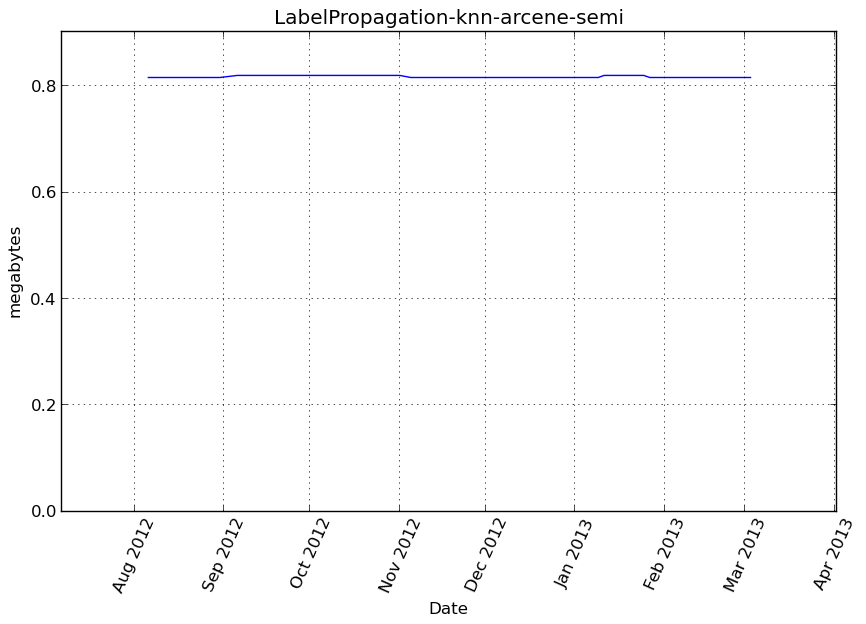 LabelPropagation-knn-arcene-semi
megabytes
0.8
0.6
0.4
0.2
0.0
Aug 2012
Sep 2012
Oct 2012
Nov 2012
Dec 2012
Jan 2013
Feb 2013
Mar 2013
Apr 2013
Date